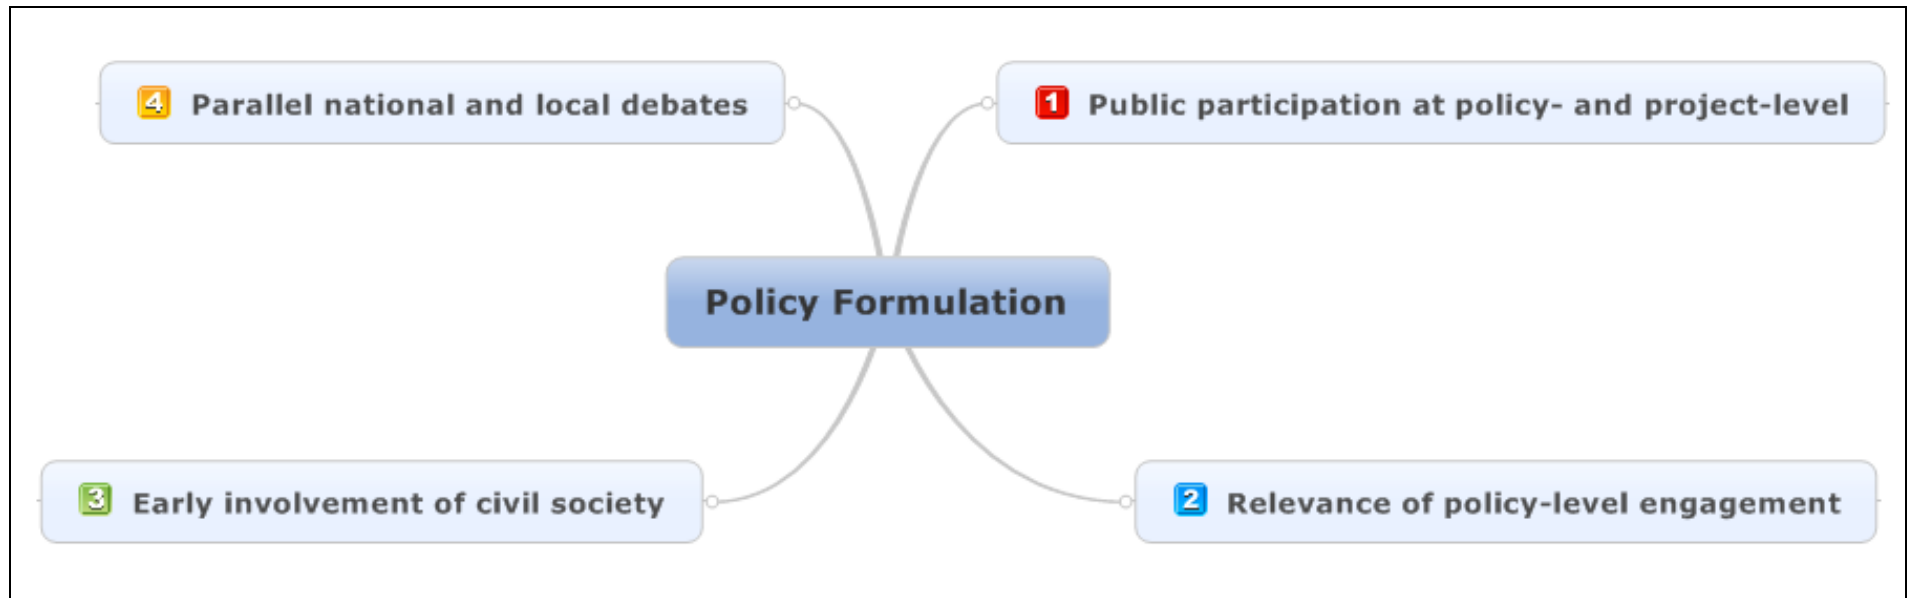 4 Parallel national and local debates
1 Public participation at policy- and project-level
Policy Formulation
3 Early involvement of civil society
2 Relevance of policy-level engagement